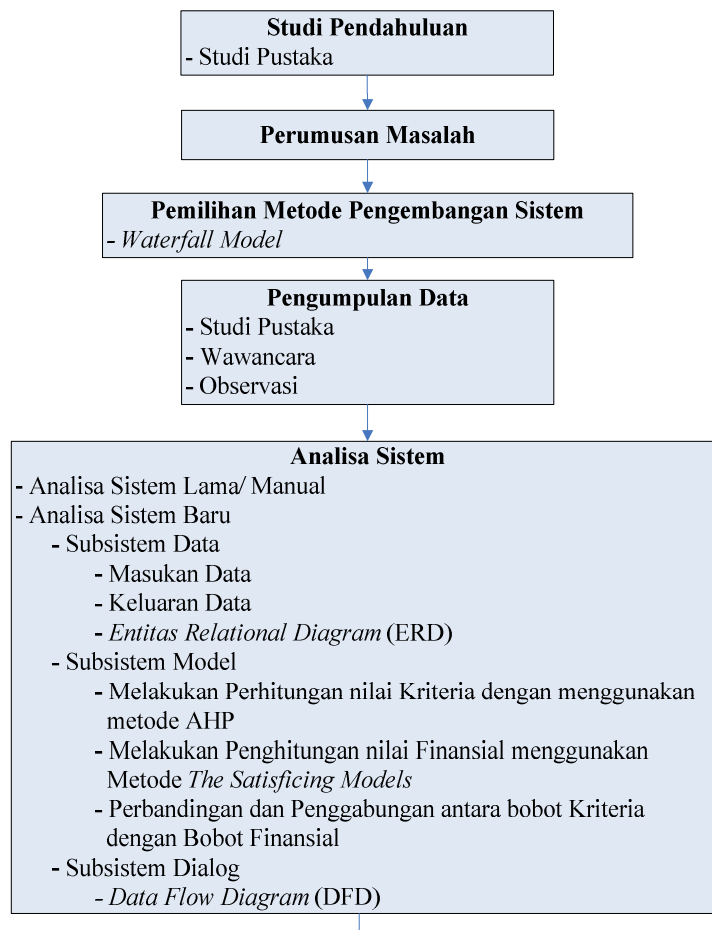 Studi Pendahuluan
- Studi Pustaka
Perumusan Masalah
Pemilihan Metode Pengembangan Sistem
- Waterfall Model
Pengumpulan Data
- Studi Pustaka
- Wawancara
- Observasi
Analisa Sistem
- Analisa Sistem Lama/ Manual
- Analisa Sistem Baru
- Subsistem Data
- Masukan Data
- Keluaran Data
- Entitas Relational Diagram (ERD)
- Subsistem Model
- Melakukan Perhitungan nilai Kriteria dengan menggunakan
metode AHP
- Melakukan Penghitungan nilai Finansial menggunakan
Metode The Satisficing Models
- Perbandingan dan Penggabungan antara bobot Kriteria
dengan Bobot Finansial
- Subsistem Dialog
- Data Flow Diagram (DFD)